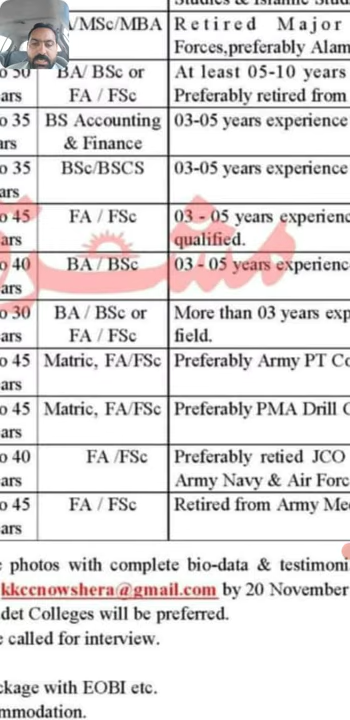 Studies & Islamic Stud
A/MSc/MBA Retired Major
Forces,preferably Alam
o 50 BA/ BSc or At least 05-10 years
ars FA / FSc Preferably retired from
o 35 BS Accounting 03-05 years experience
ars & Finance
o 35 BSc/BSCS 03-05 years experience
ars
o 45 FA / FSc 03 - 05 years experienc
ars qualified.
o 40 BA / BSc 03 - 05 years experienc
ars
o 30 BA / BSc or More than 03 years exp
ars FA / FSc field.
o 45 Matric, FA/FSc Preferably Army PT Co
ars
o 45 Matric, FA/FSc Preferably PMA Drill C
ars
o 40 FA /FSc Preferably retied JCO
ars Army Navy & Air Forc
o 45 FA / FSc Retired from Army Me
ars
photos with complete bio-data & testimoni
kkccnowshera@gmail.com by 20 November
det Colleges will be preferred.
e called for interview.
ckage with EOBI etc.
mmodation.